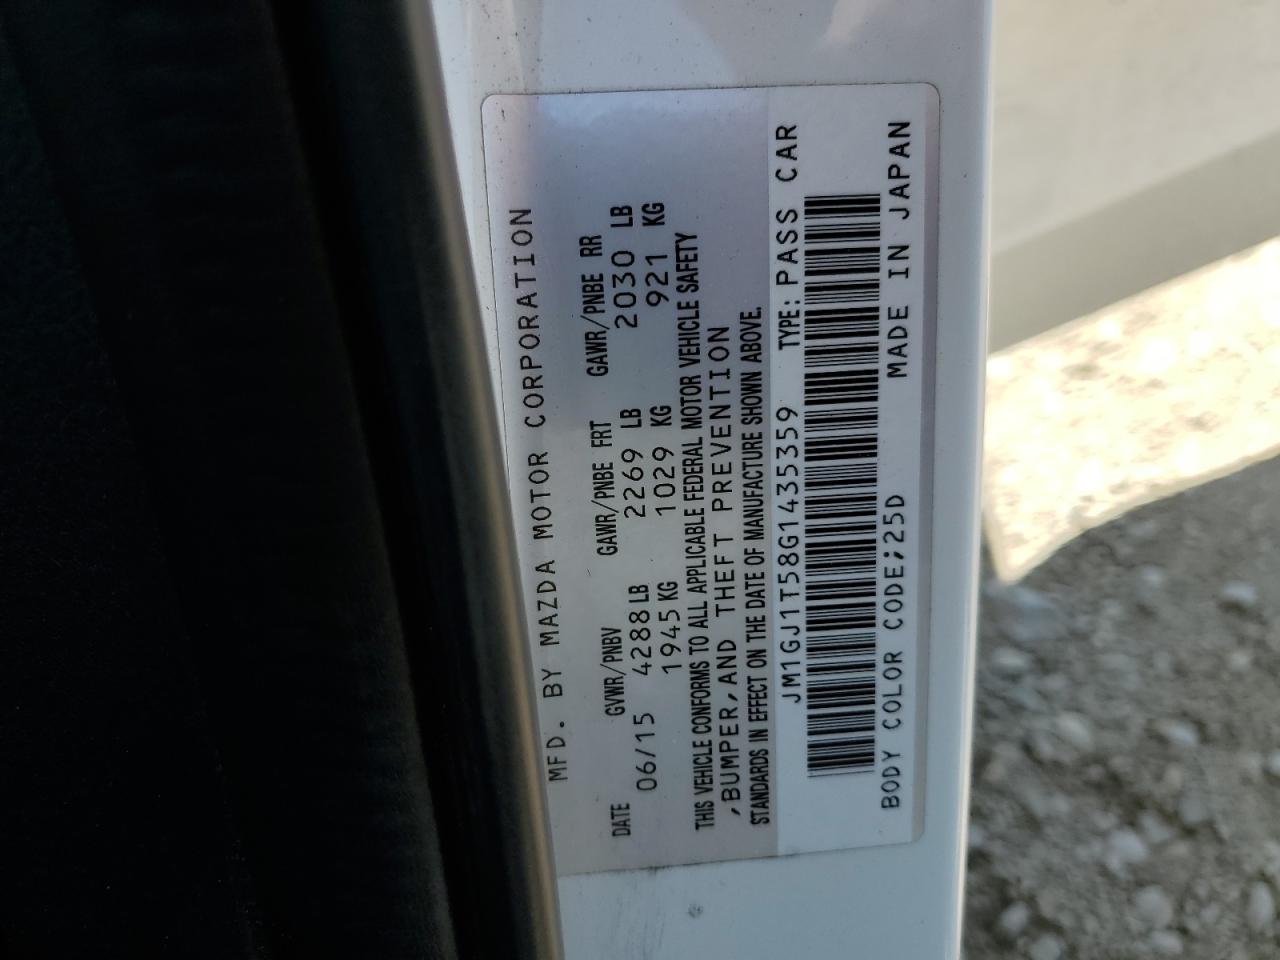 MFD. BY MAZDA MOTOR CORPORATION
DATE GVWR/PNBV GAWR/PNBE FRT GAWR/PNBE RR
06/15 4288 LB 2269 LB 2030 LB
1945 KG 1029 KG 921 KG
THIS VEHICLE CONFORMS TO ALL APPLICABLE FEDERAL MOTOR VEHICLE SAFETY
,BUMPER,AND THEFT PREVENTION
STANDARDS IN EFFECT ON THE DATE OF MANUFACTURE SHOWN ABOVE.
JM1GJ1T58G1435359 TYPE: PASS CAR
BODY COLOR CODE;25D MADE IN JAPAN